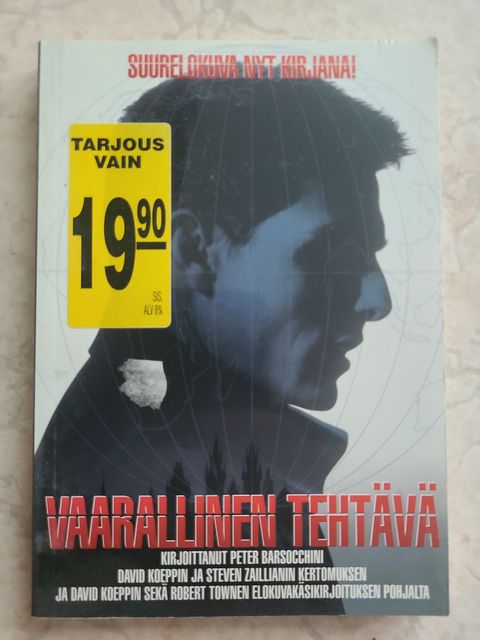 SUURELOKUVA NYT KIRJANA!
TARJOUS
VAIN
19 90
SIS.
ALV 8%
VAARALLINEN TEHTÄVÄ
KIRJOITTANUT PETER BARSOCCHINI
DAVID KOEPPIN JA STEVEN ZAILLIANIN KERTOMUKSEN
JA DAVID KOEPPIN SEKÄ ROBERT TOWNEN ELOKUVAKÄSIKIRJOITUKSEN POHJALTA